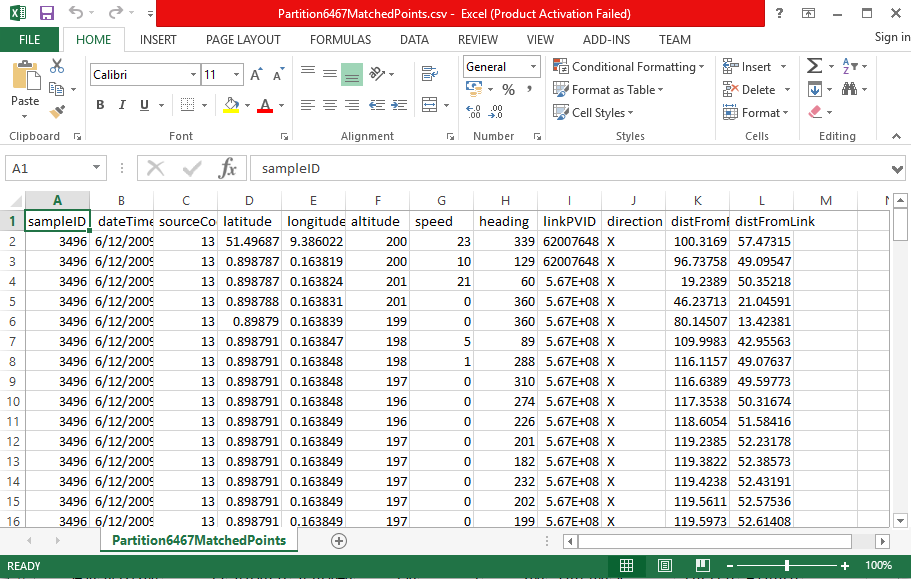 Partition6467MatchedPoints.csv - Excel (Product Activation Failed)
FILE HOME INSERT PAGE LAYOUT FORMULAS DATA REVIEW VIEW ADD-INS TEAM Sign in
Calibri 11 General Conditional Formatting Insert
Paste Format as Table Delete
B I U A % , Cell Styles Format
Clipboard Font Alignment Number Styles Cells Editing
A1 fx sampleID
A B C D E F G H I J K L M
1 sampleID dateTime sourceCo latitude longitude altitude speed heading linkPVID direction distFromR distFromLink
2 3496 6/12/2009 13 51.49687 9.386022 200 23 339 62007648 X 100.3169 57.47315
3 3496 6/12/2009 13 0.898787 0.163819 200 10 129 62007648 X 96.73758 49.09547
4 3496 6/12/2009 13 0.898787 0.163824 201 21 60 5.67E+08 X 19.2389 50.35218
5 3496 6/12/2009 13 0.898788 0.163831 201 0 360 5.67E+08 X 46.23713 21.04591
6 3496 6/12/2009 13 0.89879 0.163839 199 0 360 5.67E+08 X 80.14507 13.42381
7 3496 6/12/2009 13 0.898791 0.163847 198 5 89 5.67E+08 X 109.9983 42.95563
8 3496 6/12/2009 13 0.898791 0.163848 198 1 288 5.67E+08 X 116.1157 49.07637
9 3496 6/12/2009 13 0.898791 0.163848 197 0 310 5.67E+08 X 116.6389 49.59773
10 3496 6/12/2009 13 0.898791 0.163848 196 0 274 5.67E+08 X 117.3538 50.31674
11 3496 6/12/2009 13 0.898791 0.163849 196 0 226 5.67E+08 X 118.6054 51.58416
12 3496 6/12/2009 13 0.898791 0.163849 197 0 201 5.67E+08 X 119.2385 52.23178
13 3496 6/12/2009 13 0.898791 0.163849 197 0 182 5.67E+08 X 119.3822 52.38573
14 3496 6/12/2009 13 0.898791 0.163849 197 0 232 5.67E+08 X 119.4238 52.43191
15 3496 6/12/2009 13 0.898791 0.163849 197 0 202 5.67E+08 X 119.5611 52.57536
16 3496 6/12/2009 13 0.898791 0.163849 197 0 199 5.67E+08 X 119.5973 52.61408
Partition6467MatchedPoints
READY 100%